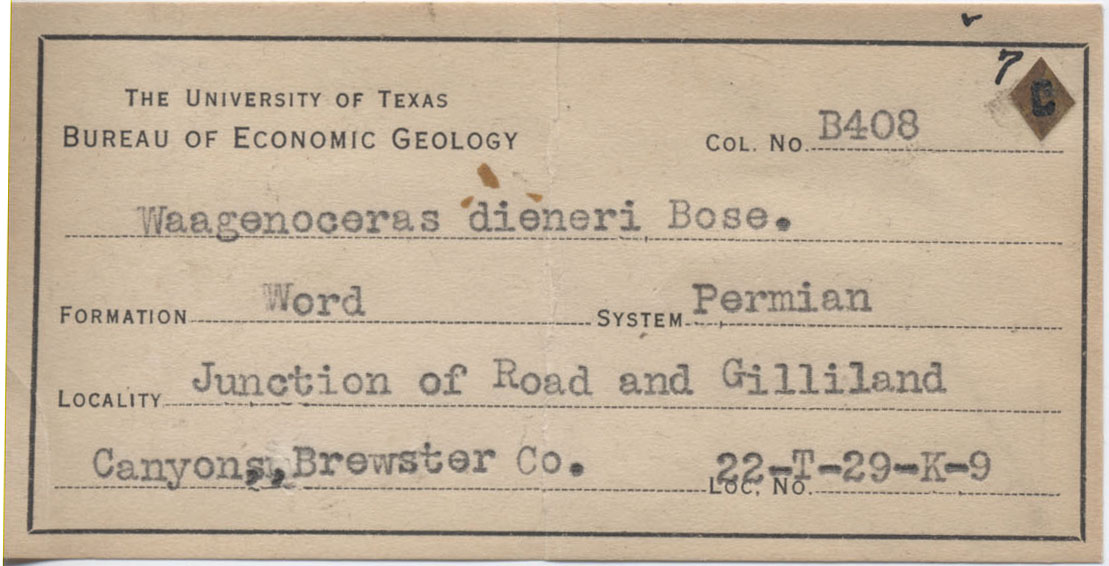 7 C
THE UNIVERSITY OF TEXAS
BUREAU OF ECONOMIC GEOLOGY
COL. NO. B408
Waagenoceras dieneri Bose.
FORMATION Word SYSTEM Permian
LOCALITY Junction of Road and Gilliland
Canyons, Brewster Co. LOC. NO. 22-T-29-K-9